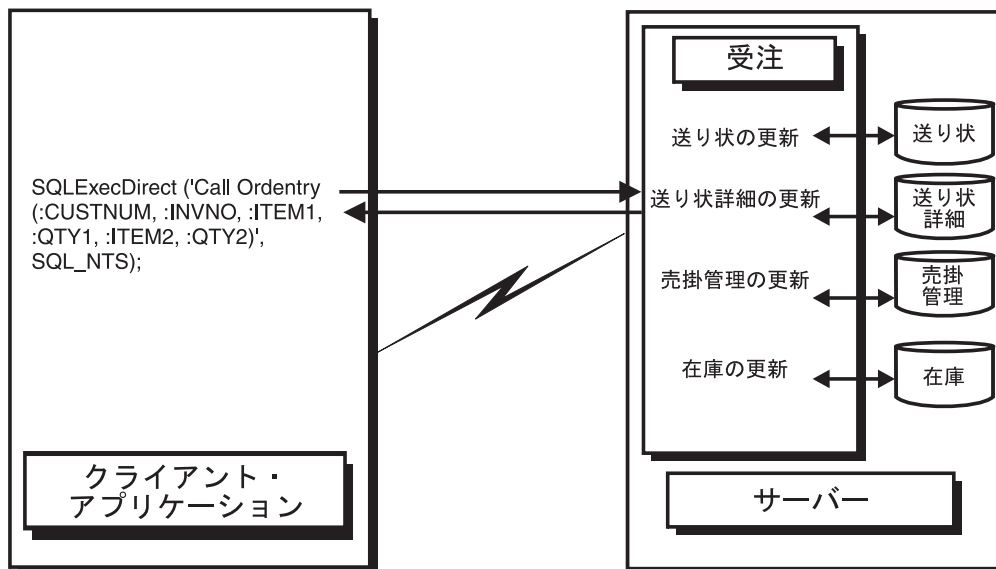 SQLExecDirect ('Call Ordentry
(:CUSTNUM, :INVNO, :ITEM1,
:QTY1, :ITEM2, :QTY2)',
SQL_NTS);
クライアント・
アプリケーション
受注
送り状の更新
送り状
送り状詳細の更新
送り状
詳細
売掛管理の更新
売掛
管理
在庫の更新
在庫
サーバー